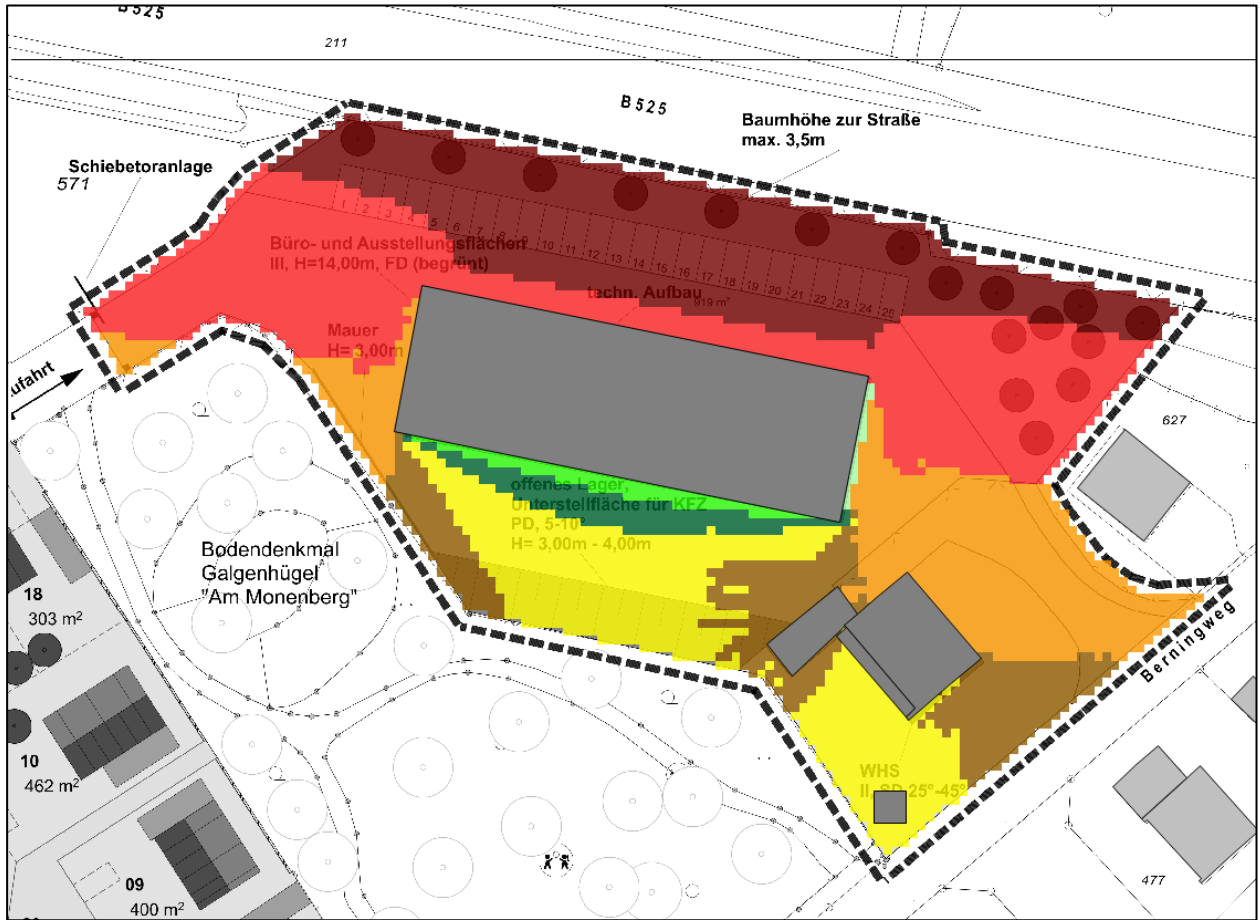 B525
211
B525
Baumhöhe zur Straße
max. 3,5m
Schiebetoranlage
571
1 2 3 4 5 6 7 8 9 10 11 12 13 14 15 16 17 18 19 20 21 22 23 24 25
Büro- und Ausstellungsflächen
III, H=14,00m, FD (begrünt)
techn. Aufbau
919 m²
Mauer
H= 3,00m
ufahrt
627
offenes Lager,
Unterstellfläche für KFZ
PD, 5-10°
H= 3,00m - 4,00m
Bodendenkmal
Galgenhügel
"Am Monenberg"
18
303 m²
Berningweg
10
462 m²
WHS
II, SD 25°-45°
09
400 m²
477